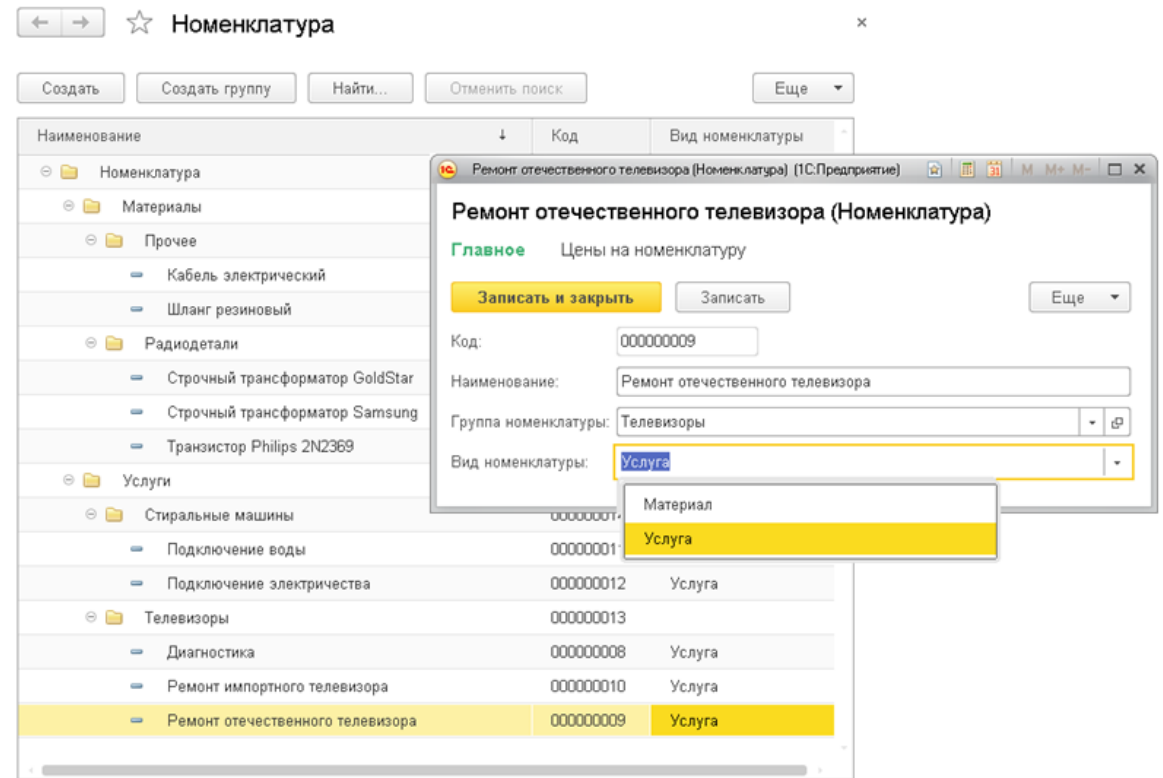 Номенклатура
Создать Создать группу Найти... Отменить поиск Еще
Наименование Код Вид номенклатуры
Номенклатура
Материалы
Прочее
Кабель электрический
Шланг резиновый
Радиодетали
Строчный трансформатор GoldStar
Строчный трансформатор Samsung
Транзистор Philips 2N2369
Услуги
Стиральные машины
Подключение воды
Подключение электричества 000000012 Услуга
Телевизоры 000000013
Диагностика 000000008 Услуга
Ремонт импортного телевизора 000000010 Услуга
Ремонт отечественного телевизора 000000009 Услуга
Ремонт отечественного телевизора (Номенклатура) (1С:Предприятие) M M+ M-
Ремонт отечественного телевизора (Номенклатура)
Главное Цены на номенклатуру
Записать и закрыть Записать Еще
Код: 000000009
Наименование: Ремонт отечественного телевизора
Группа номенклатуры: Телевизоры
Вид номенклатуры: Услуга
Материал
Услуга